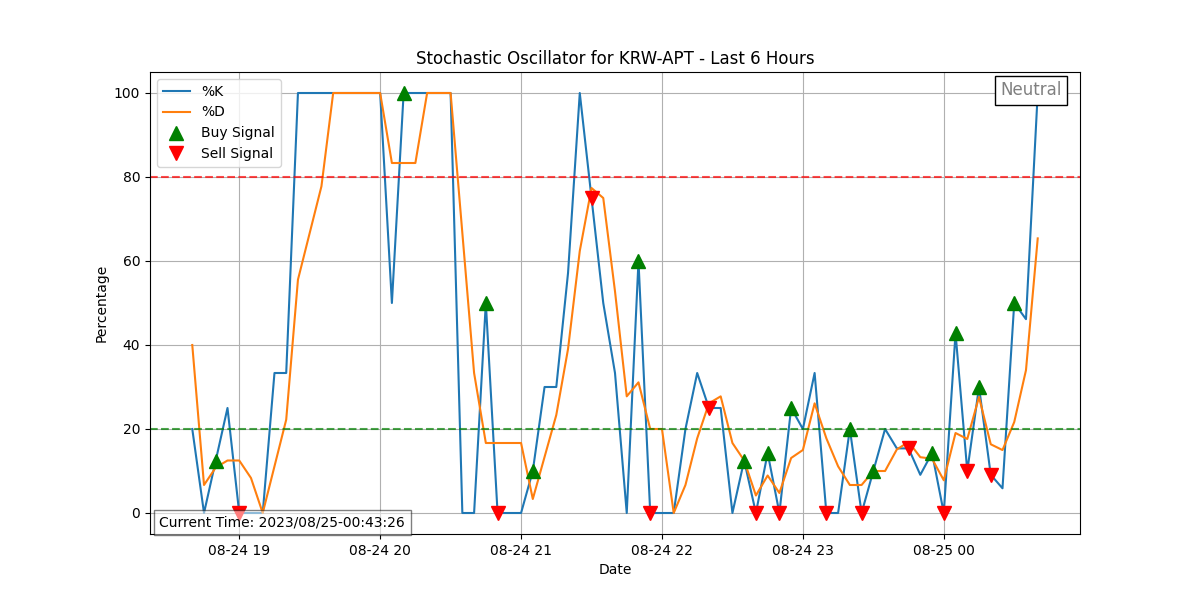 Stochastic Oscillator for KRW-APT - Last 6 Hours
%K
%D
Buy Signal
Sell Signal
Neutral
100
80
60
40
20
0
Percentage
Current Time: 2023/08/25-00:43:26
08-24 19
08-24 20
08-24 21
08-24 22
08-24 23
08-25 00
Date